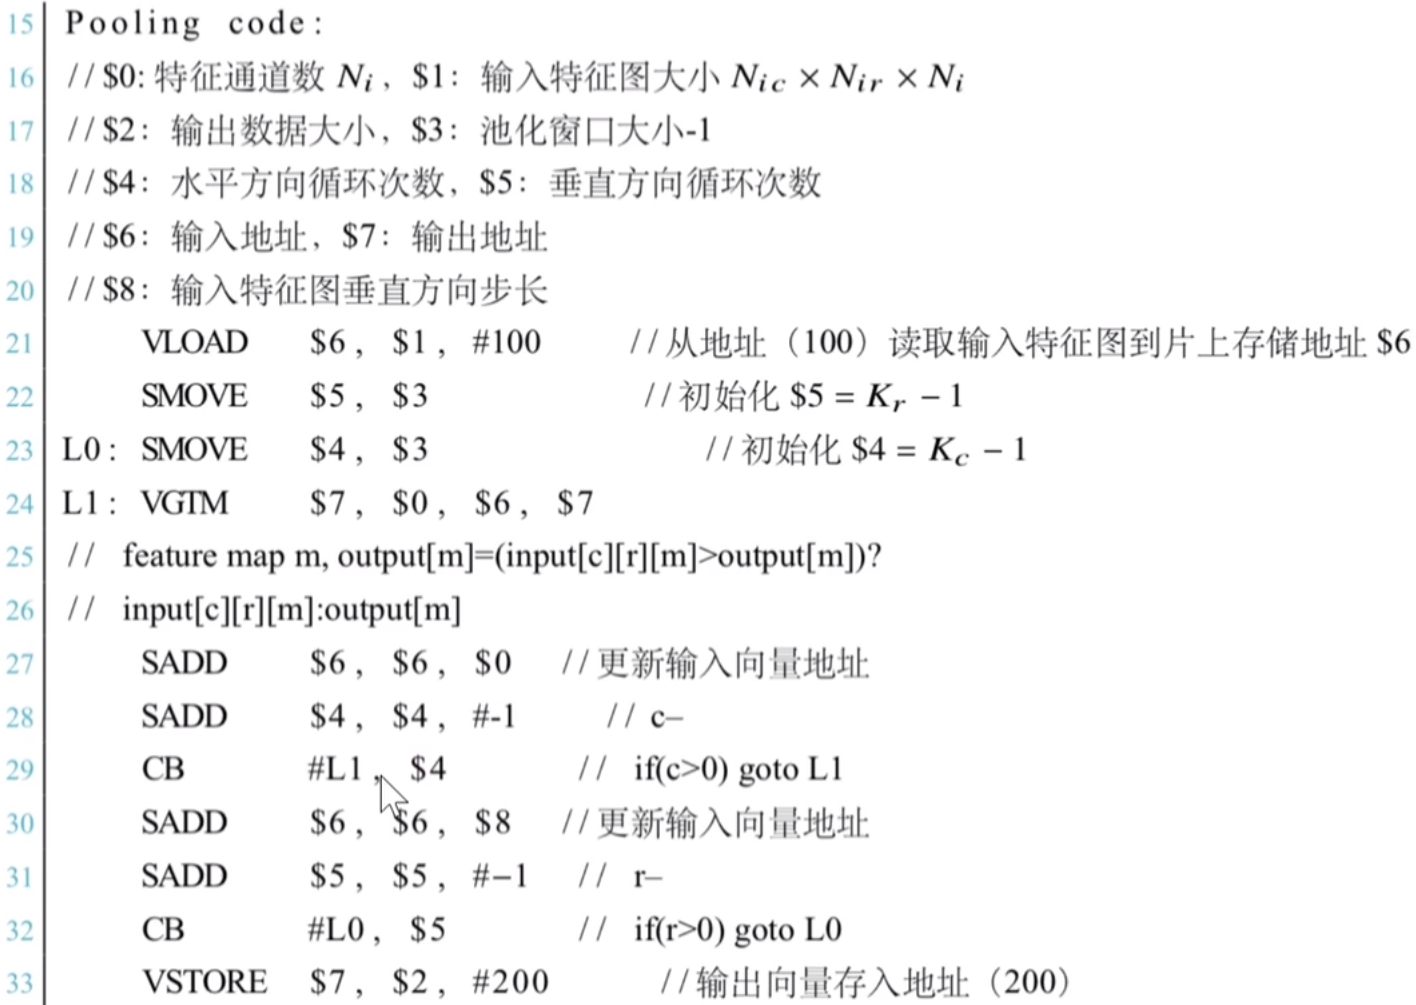 15 Pooling code:
16 //$0: 特征通道数 Nᵢ, $1: 输入特征图大小 Nᵢc × Nᵢr × Nᵢ
17 //$2: 输出数据大小, $3: 池化窗口大小-1
18 //$4: 水平方向循环次数, $5: 垂直方向循环次数
19 //$6: 输入地址, $7: 输出地址
20 //$8: 输入特征图垂直方向步长
21 VLOAD $6, $1, #100 //从地址（100）读取输入特征图到片上存储地址 $6
22 SMOVE $5, $3 //初始化 $5 = Kr − 1
23 L0: SMOVE $4, $3 //初始化 $4 = Kc − 1
24 L1: VGTM $7, $0, $6, $7
25 // feature map m, output[m]=(input[c][r][m]>output[m])?
26 // input[c][r][m]:output[m]
27 SADD $6, $6, $0 //更新输入向量地址
28 SADD $4, $4, #-1 // c–
29 CB #L1, $4 // if(c>0) goto L1
30 SADD $6, $6, $8 //更新输入向量地址
31 SADD $5, $5, #−1 // r–
32 CB #L0, $5 // if(r>0) goto L0
33 VSTORE $7, $2, #200 //输出向量存入地址（200）